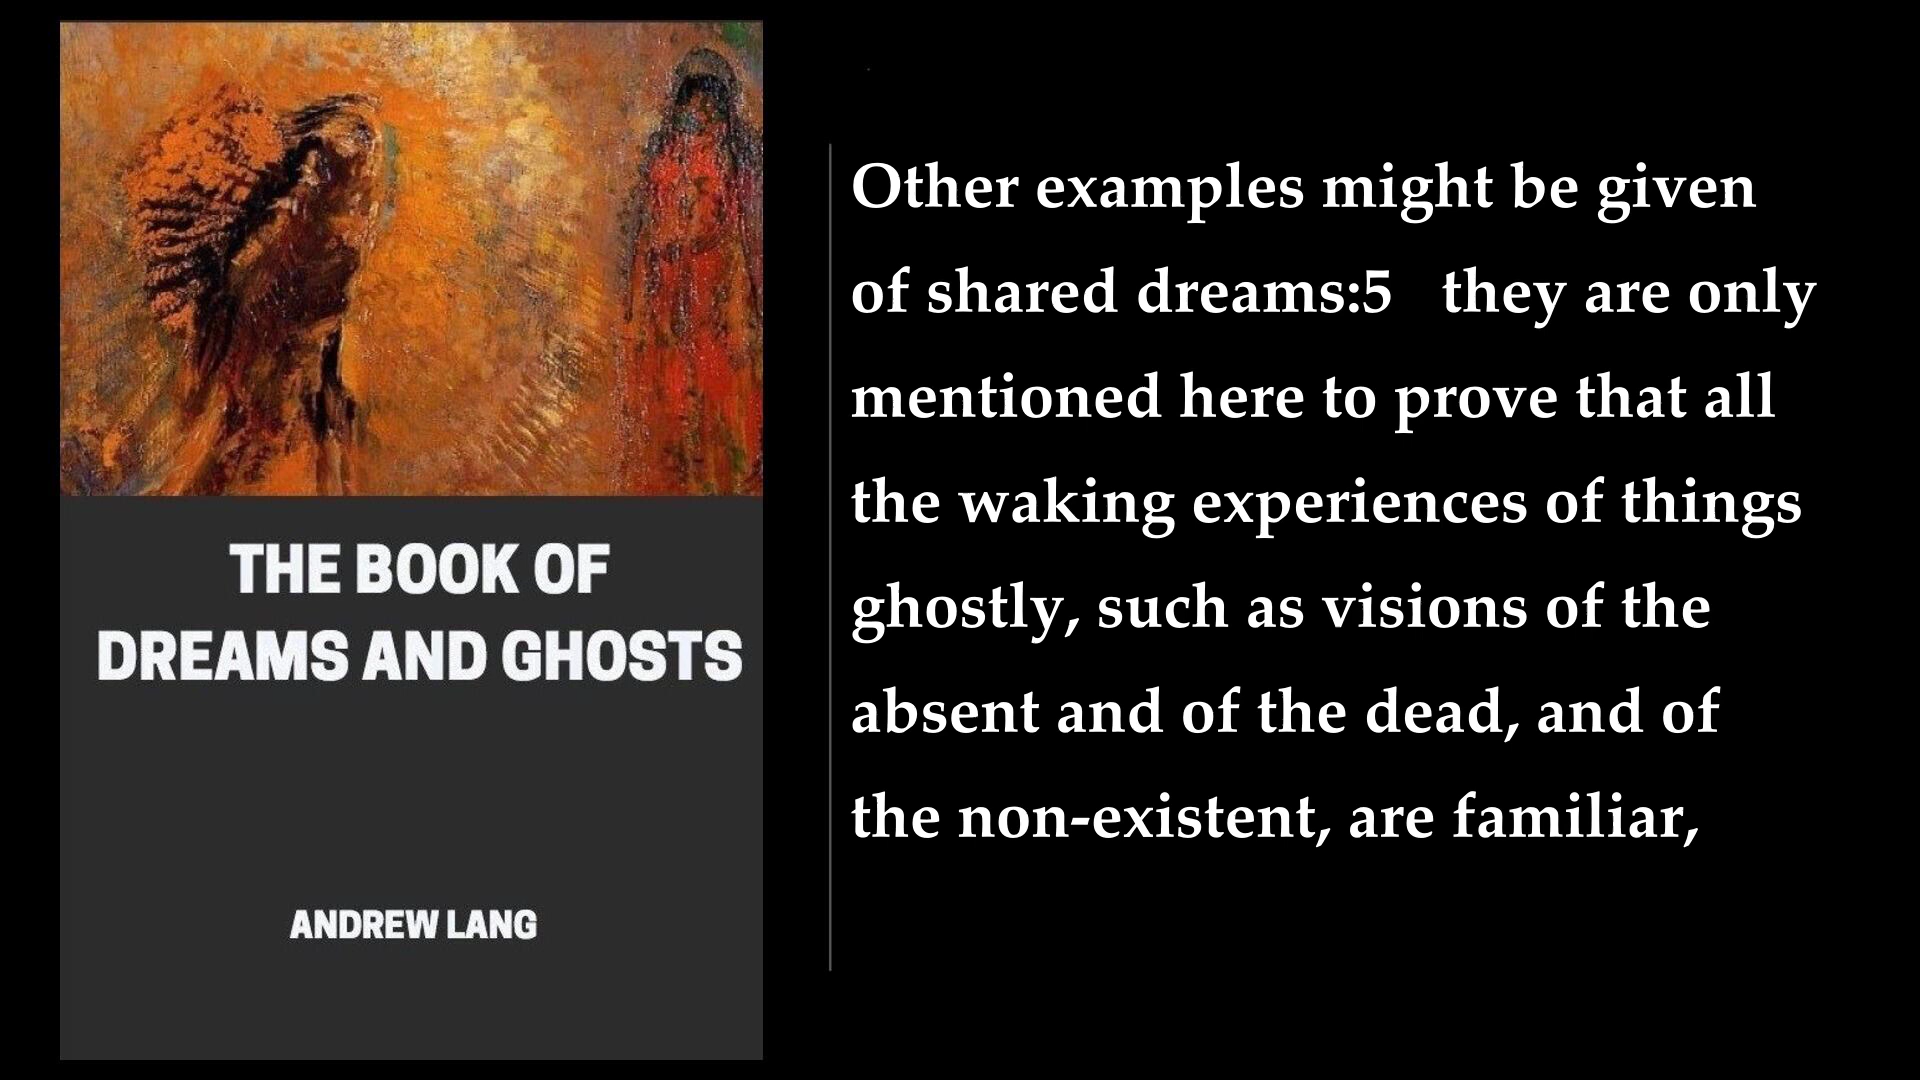 THE BOOK OF
DREAMS AND GHOSTS
ANDREW LANG
Other examples might be given
of shared dreams:5   they are only
mentioned here to prove that all
the waking experiences of things
ghostly, such as visions of the
absent and of the dead, and of
the non-existent, are familiar,